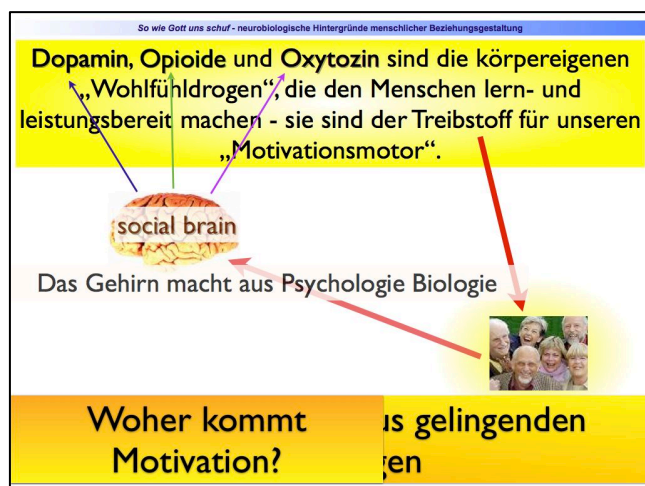 So wie Gott uns schuf - neurobiologische Hintergründe menschlicher Beziehungsgestaltung
Dopamin, Opioide und Oxytozin sind die körpereigenen
„Wohlfühldrogen“, die den Menschen lern- und
leistungsbereit machen - sie sind der Treibstoff für unseren
„Motivationsmotor“.
social brain
Das Gehirn macht aus Psychologie Biologie
Woher kommt
Motivation?
gelingenden